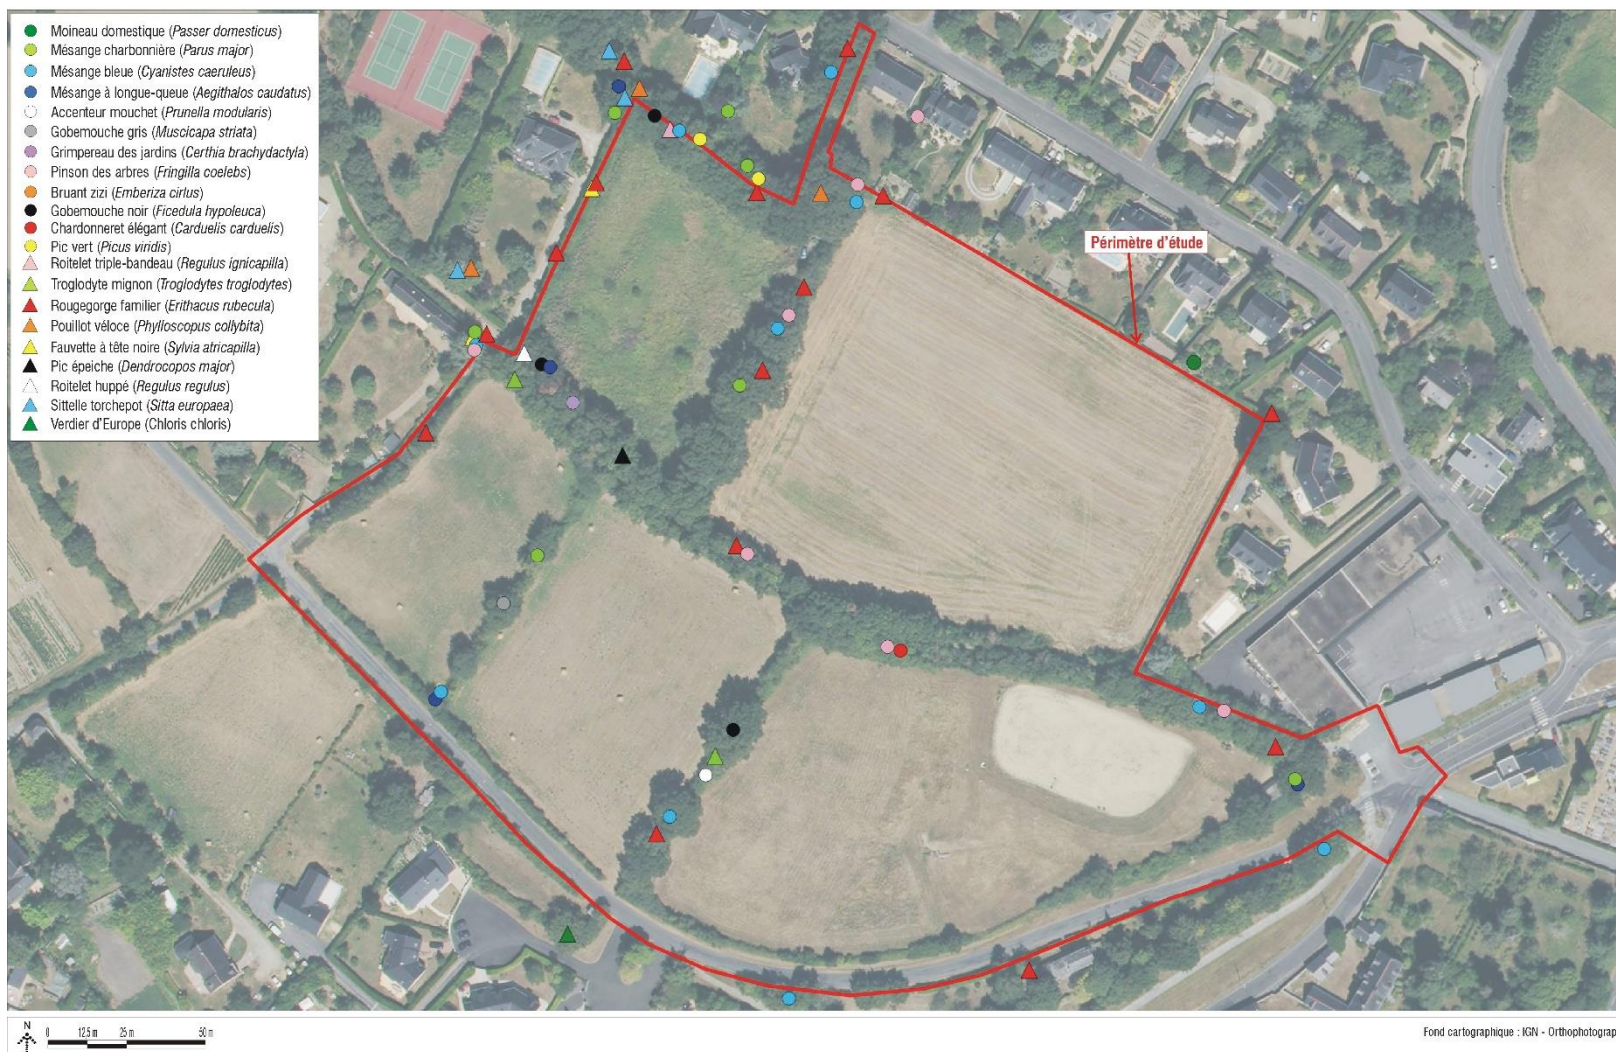 Moineau domestique (Passer domesticus)
Mésange charbonnière (Parus major)
Mésange bleue (Cyanistes caeruleus)
Mésange à longue-queue (Aegithalos caudatus)
Accenteur mouchet (Prunella modularis)
Gobemouche gris (Muscicapa striata)
Grimpereau des jardins (Certhia brachydactyla)
Pinson des arbres (Fringilla coelebs)
Bruant zizi (Emberiza cirlus)
Gobemouche noir (Ficedula hypoleuca)
Chardonneret élégant (Carduelis carduelis)
Pic vert (Picus viridis)
Roitelet triple-bandeau (Regulus ignicapilla)
Troglodyte mignon (Troglodytes troglodytes)
Rougegorge familier (Erithacus rubecula)
Pouillot véloce (Phylloscopus collybita)
Fauvette à tête noire (Sylvia atricapilla)
Pic épeiche (Dendrocopos major)
Roitelet huppé (Regulus regulus)
Sittelle torchepot (Sitta europaea)
Verdier d'Europe (Chloris chloris)
Périmètre d'étude
N
0 12,5 m 25 m 50 m
Fond cartographique : IGN - Orthophotograp